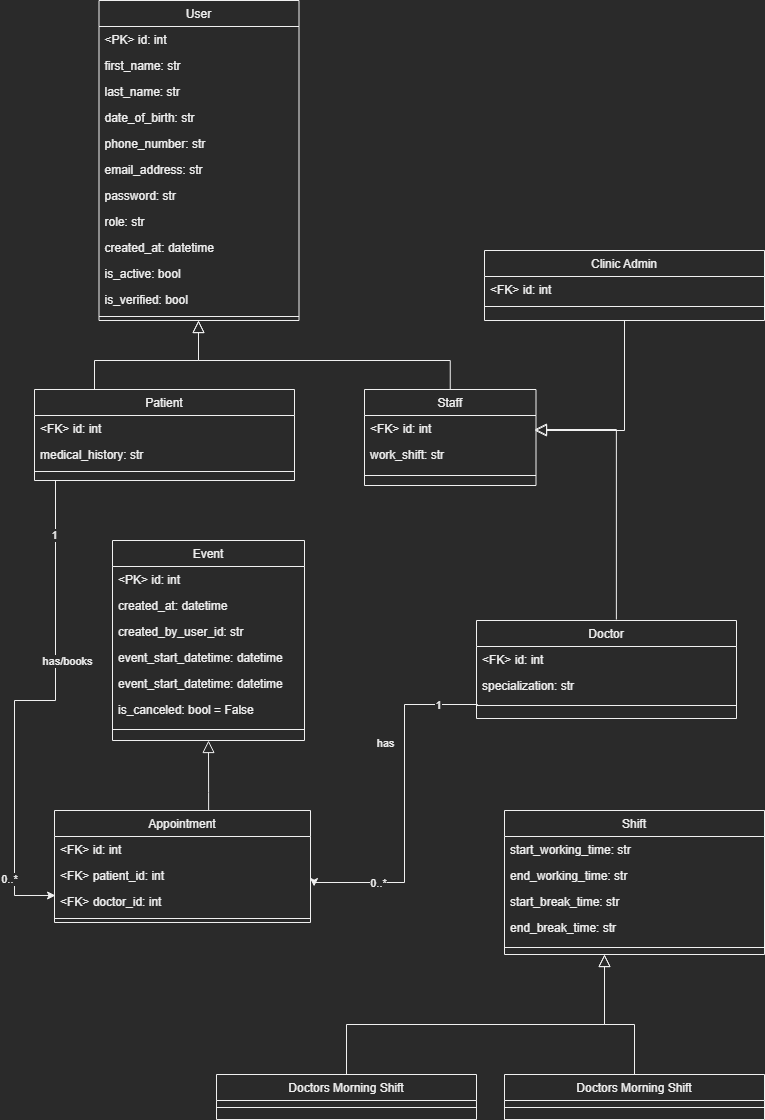 User
<PK> id: int
first_name: str
last_name: str
date_of_birth: str
phone_number: str
email_address: str
password: str
role: str
created_at: datetime
is_active: bool
is_verified: bool
Clinic Admin
<FK> id: int
Patient
<FK> id: int
medical_history: str
Staff
<FK> id: int
work_shift: str
1
has/books
0..*
Event
<PK> id: int
created_at: datetime
created_by_user_id: str
event_start_datetime: datetime
event_start_datetime: datetime
is_canceled: bool = False
Doctor
<FK> id: int
specialization: str
1
has
0..*
Appointment
<FK> id: int
<FK> patient_id: int
<FK> doctor_id: int
Shift
start_working_time: str
end_working_time: str
start_break_time: str
end_break_time: str
Doctors Morning Shift
Doctors Morning Shift